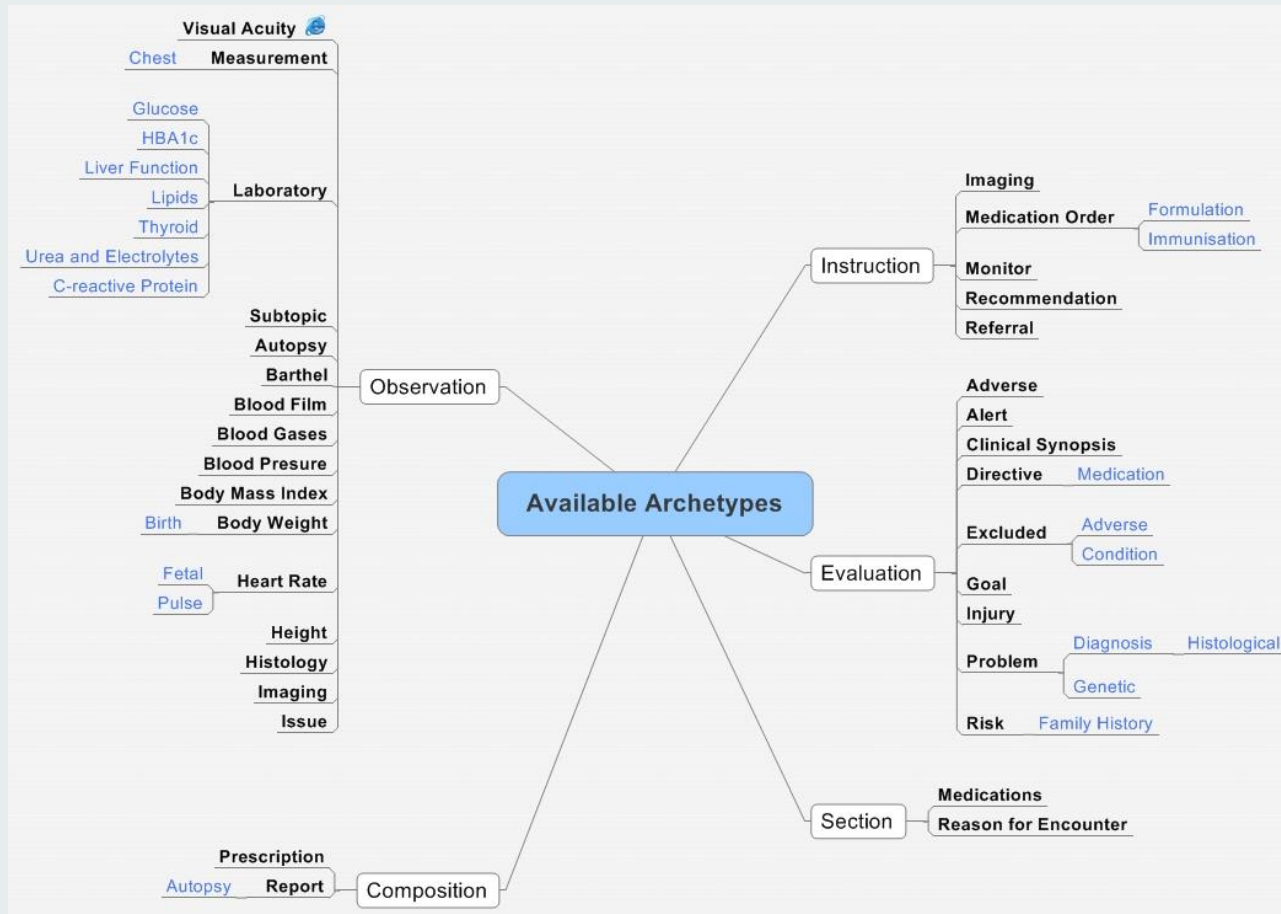 Available Archetypes
Observation
Visual Acuity
Measurement
Chest
Laboratory
Glucose
HBA1c
Liver Function
Lipids
Thyroid
Urea and Electrolytes
C-reactive Protein
Subtopic
Autopsy
Barthel
Blood Film
Blood Gases
Blood Presure
Body Mass Index
Body Weight
Birth
Heart Rate
Fetal
Pulse
Height
Histology
Imaging
Issue
Composition
Prescription
Report
Autopsy
Instruction
Imaging
Medication Order
Formulation
Immunisation
Monitor
Recommendation
Referral
Evaluation
Adverse
Alert
Clinical Synopsis
Directive
Medication
Excluded
Adverse
Condition
Goal
Injury
Problem
Diagnosis
Histological
Genetic
Risk
Family History
Section
Medications
Reason for Encounter